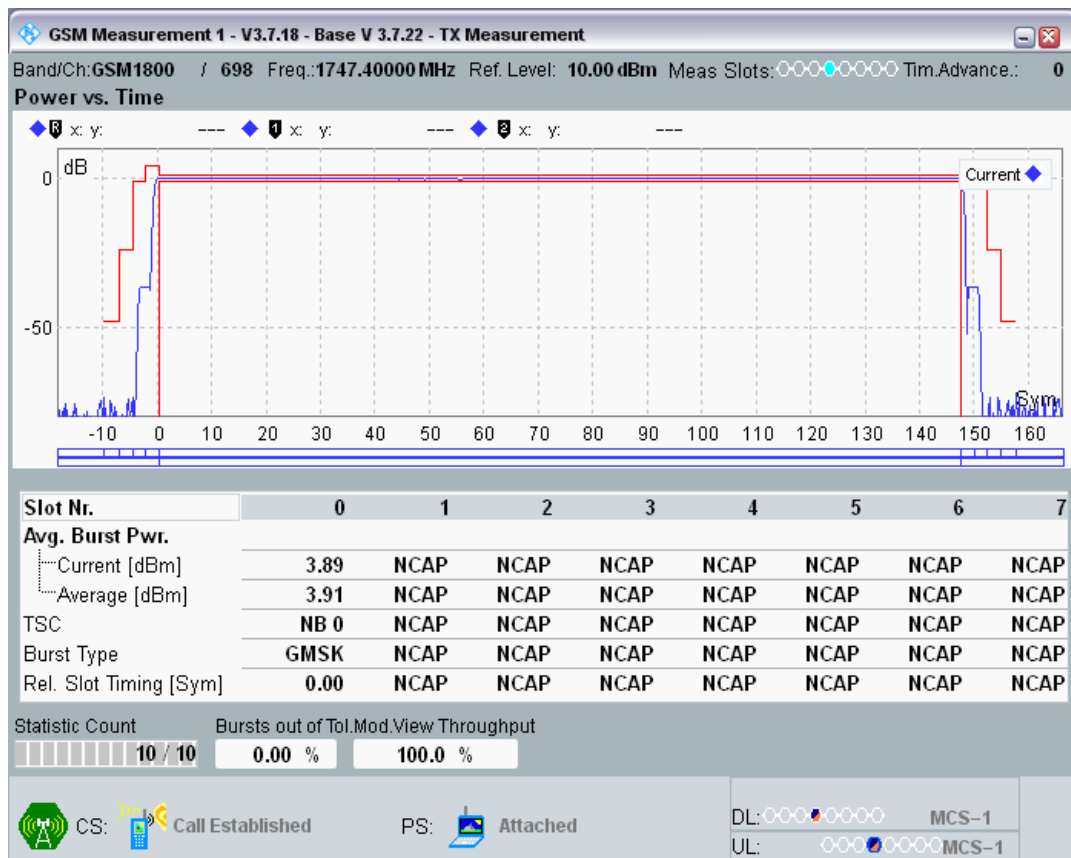 GSM Measurement 1 - V3.7.18 - Base V 3.7.22 - TX Measurement
Band/Ch:GSM1800 / 698 Freq.:1747.40000 MHz Ref. Level: 10.00 dBm Meas Slots: Tim.Advance.: 0
Power vs. Time
R x: y: --- 1 x: y: --- 2 x: y: ---
dB
Current
0
-50
Sym
-10 0 10 20 30 40 50 60 70 80 90 100 110 120 130 140 150 160
Slot Nr. 0 1 2 3 4 5 6 7
Avg. Burst Pwr.
Current [dBm] 3.89 NCAP NCAP NCAP NCAP NCAP NCAP NCAP
Average [dBm] 3.91 NCAP NCAP NCAP NCAP NCAP NCAP NCAP
TSC NB 0 NCAP NCAP NCAP NCAP NCAP NCAP NCAP
Burst Type GMSK NCAP NCAP NCAP NCAP NCAP NCAP NCAP
Rel. Slot Timing [Sym] 0.00 NCAP NCAP NCAP NCAP NCAP NCAP NCAP
Statistic Count Bursts out of Tol.Mod.View Throughput
10 / 10 0.00 % 100.0 %
CS: Call Established PS: Attached DL: MCS-1
UL: MCS-1